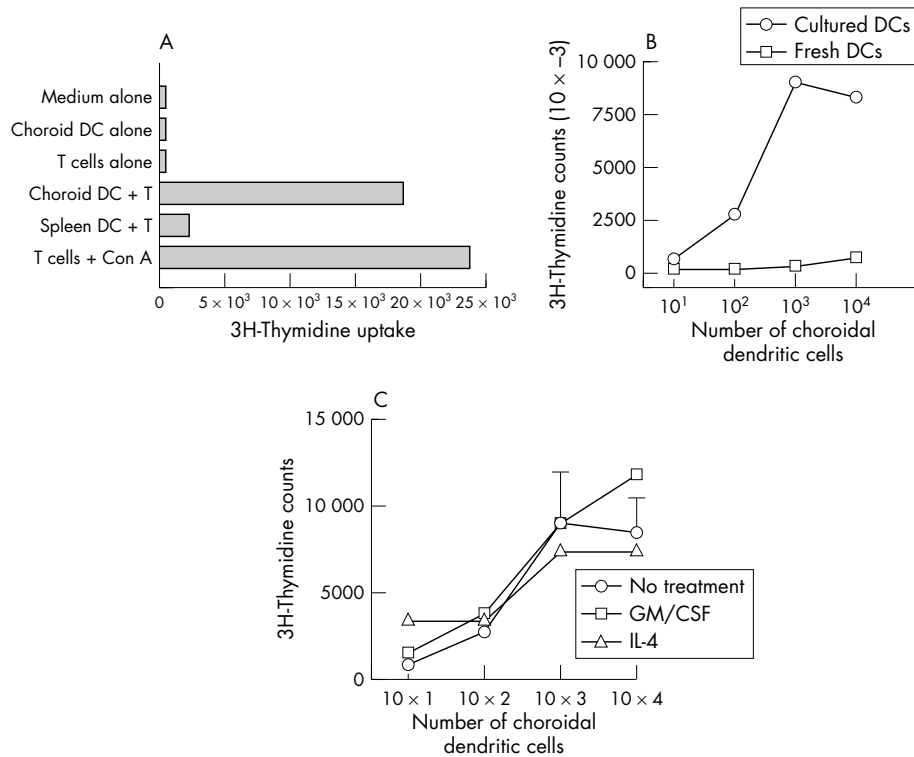 A
Medium alone
Choroid DC alone
T cells alone
Choroid DC + T
Spleen DC + T
T cells + Con A
0
5 × 10³
10 × 10³
15 × 10³
20 × 10³
25 × 10³
3H-Thymidine uptake
B
Cultured DCs
Fresh DCs
3H-Thymidine counts (10 × –3)
10 000
7500
5000
2500
0
10¹
10²
10³
10⁴
Number of choroidal
dendritic cells
C
3H-Thymidine counts
15 000
10 000
5000
0
No treatment
GM/CSF
IL-4
10 × 1
10 × 2
10 × 3
10 × 4
Number of choroidal
dendritic cells